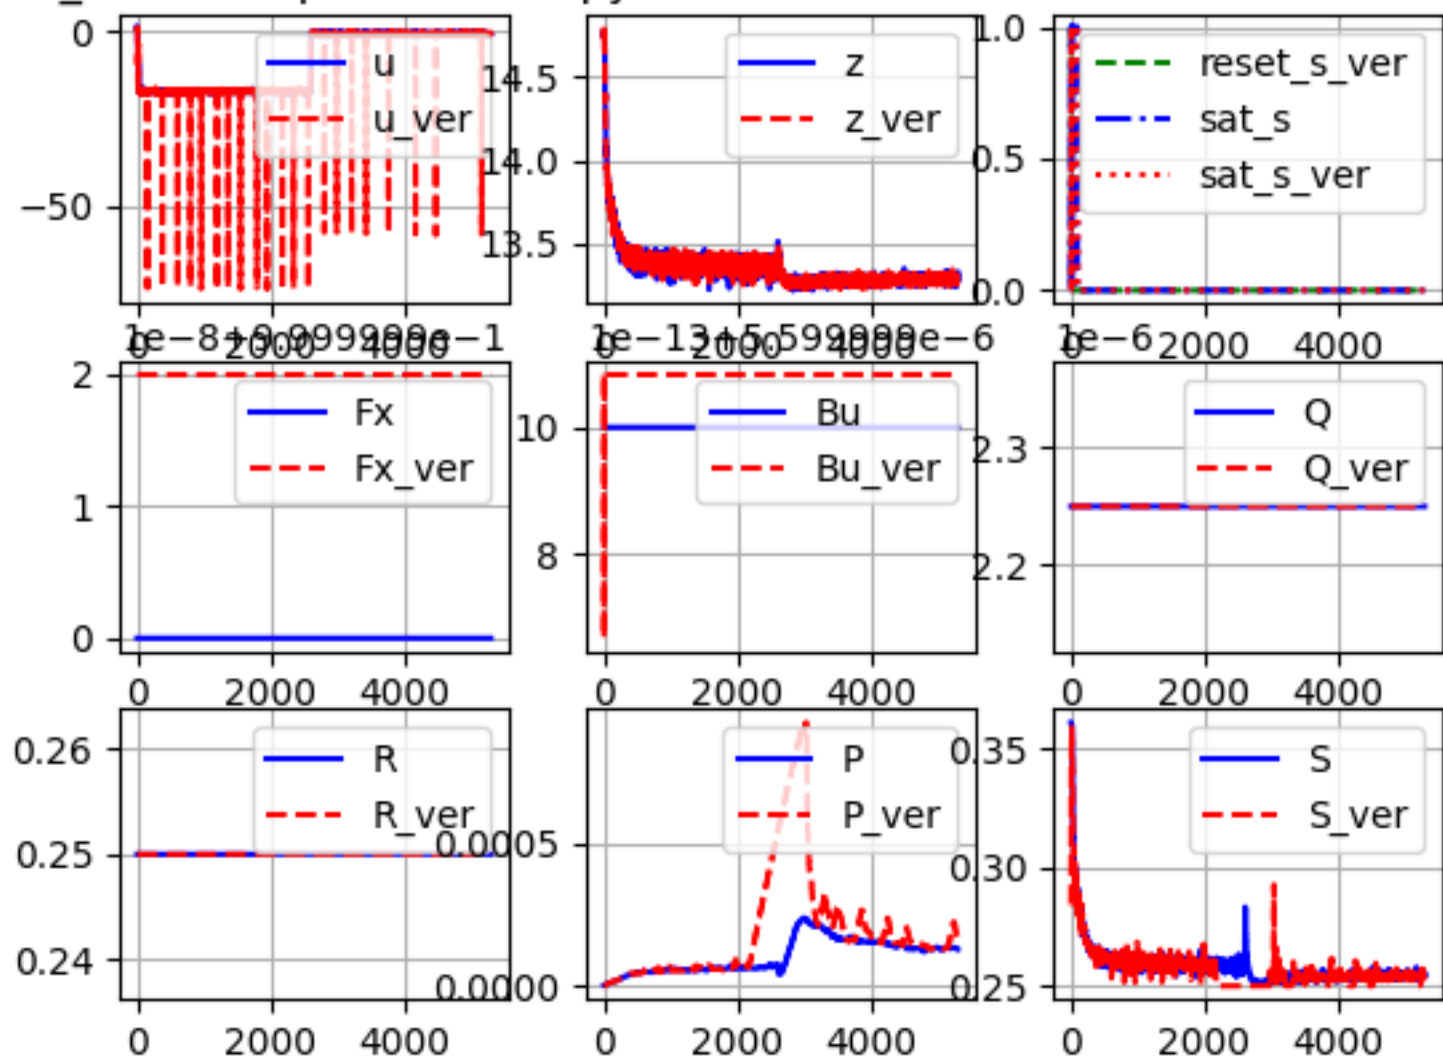 0
−50
u
u_ver
14.5
14.0
13.5
z
z_ver
1.0
0.5
0.0
reset_s_ver
sat_s
sat_s_ver
0 2000 4000
0 2000 4000
0 2000 4000
1e−8+9.999999e−1
2
1
0
Fx
Fx_ver
1e−13+5.599999e−6
10
8
Bu
Bu_ver
1e−6
2.3
2.2
Q
Q_ver
0 2000 4000
0 2000 4000
0 2000 4000
0.26
0.25
0.24
R
R_ver
0.0005
0.0000
P
P_ver
0.35
0.30
0.25
S
S_ver
0 2000 4000
0 2000 4000
0 2000 4000